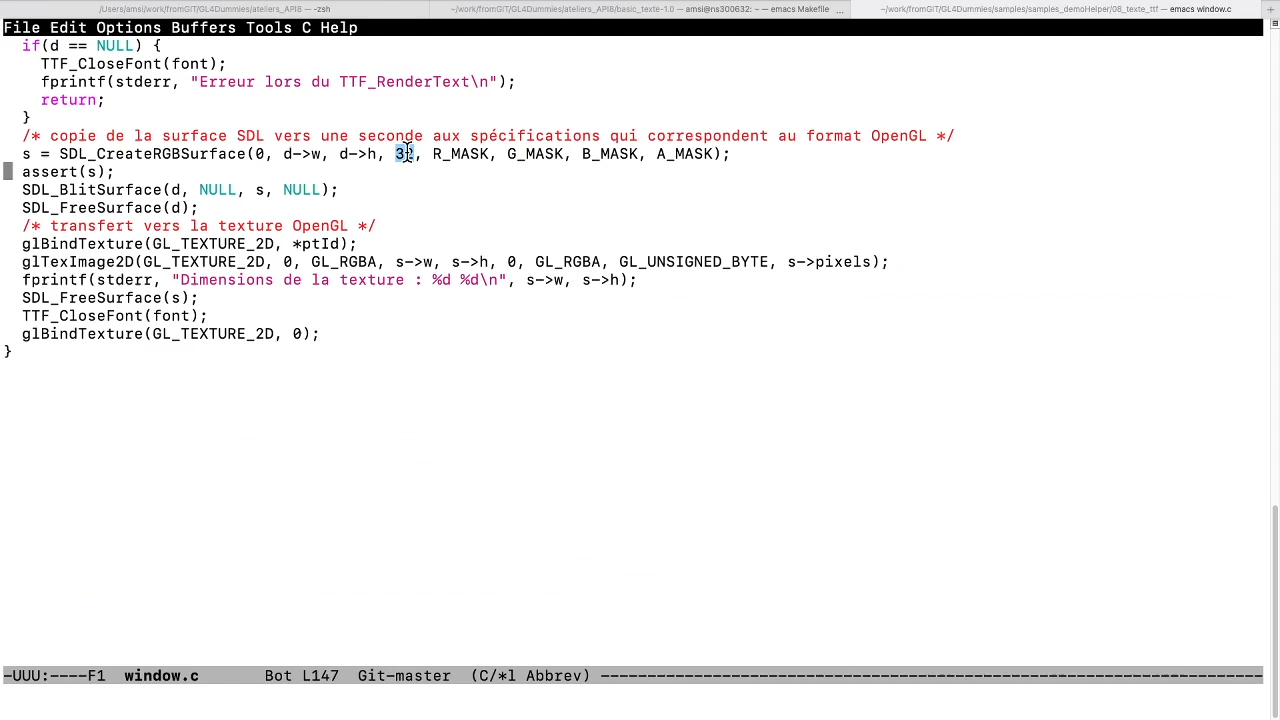 /Users/amsi/work/fromGIT/GL4Dummies/ateliers_API8 — -zsh
~/work/fromGIT/GL4Dummies/ateliers_API8/basic_texte-1.0 — amsi@ns300632: ~ — emacs Makefile ...
~/work/fromGIT/GL4Dummies/samples/samples_demoHelper/08_texte_ttf — emacs window.c +
File Edit Options Buffers Tools C Help
if(d == NULL) {
TTF_CloseFont(font);
fprintf(stderr, "Erreur lors du TTF_RenderText\n");
return;
}
/* copie de la surface SDL vers une seconde aux spécifications qui correspondent au format OpenGL */
s = SDL_CreateRGBSurface(0, d->w, d->h, 32, R_MASK, G_MASK, B_MASK, A_MASK);
assert(s);
SDL_BlitSurface(d, NULL, s, NULL);
SDL_FreeSurface(d);
/* transfert vers la texture OpenGL */
glBindTexture(GL_TEXTURE_2D, *ptId);
glTexImage2D(GL_TEXTURE_2D, 0, GL_RGBA, s->w, s->h, 0, GL_RGBA, GL_UNSIGNED_BYTE, s->pixels);
fprintf(stderr, "Dimensions de la texture : %d %d\n", s->w, s->h);
SDL_FreeSurface(s);
TTF_CloseFont(font);
glBindTexture(GL_TEXTURE_2D, 0);
}
-UUU:----F1 window.c Bot L147 Git-master (C/*l Abbrev) ------------------------------------------------------------------------